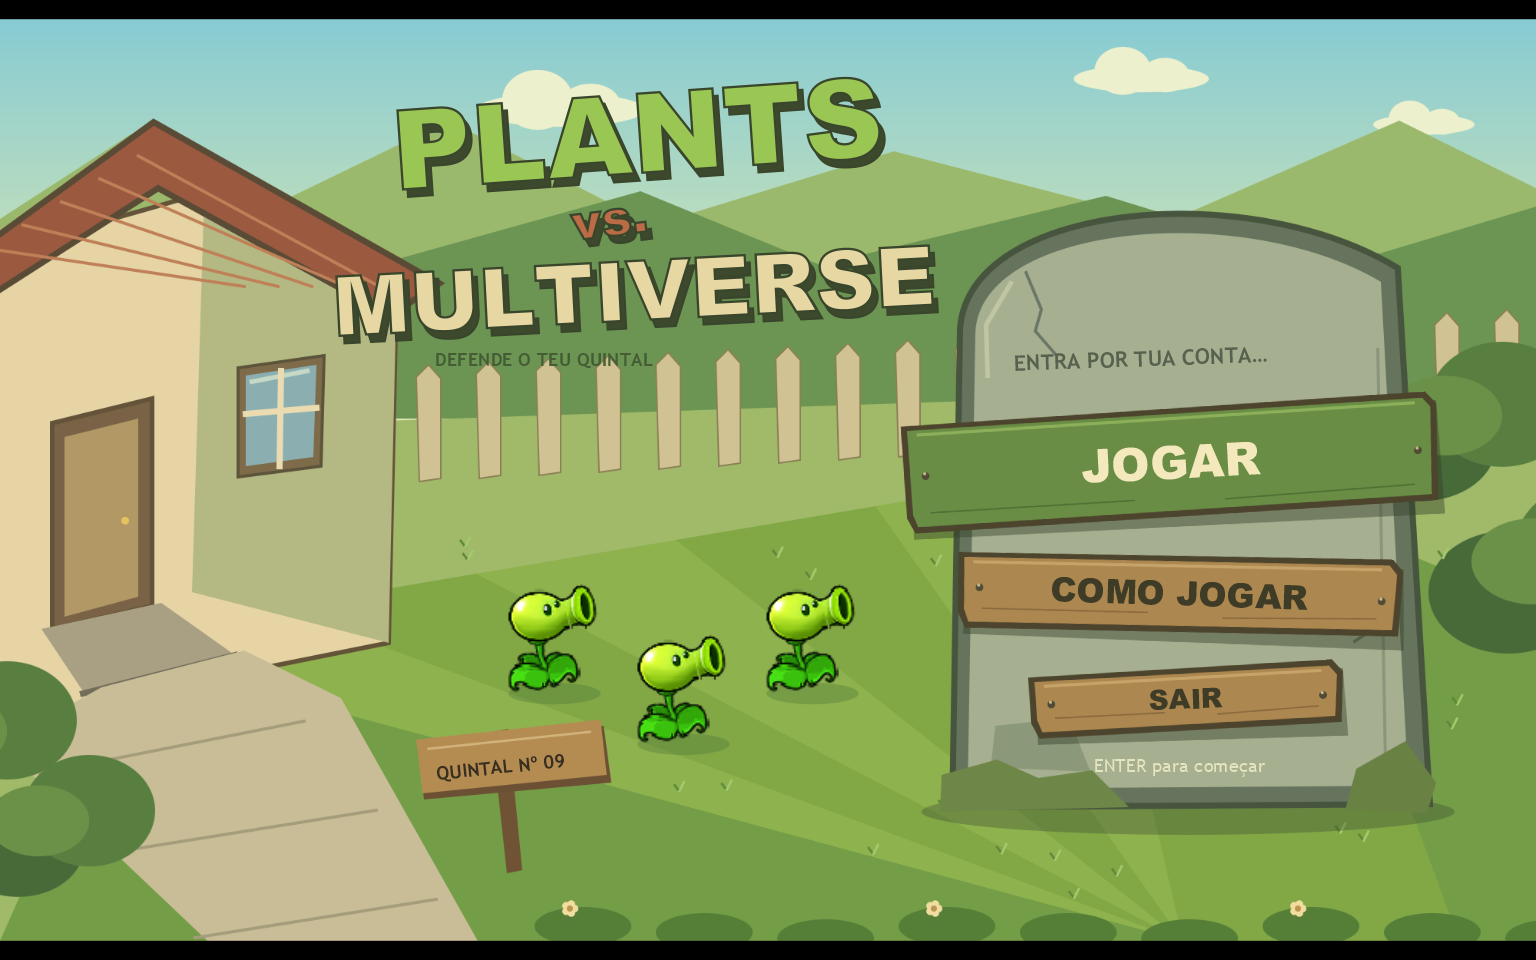 PLANTS
vs.
MULTIVERSE
DEFENDE O TEU QUINTAL
ENTRA POR TUA CONTA...
JOGAR
COMO JOGAR
SAIR
ENTER para começar
QUINTAL Nº 09